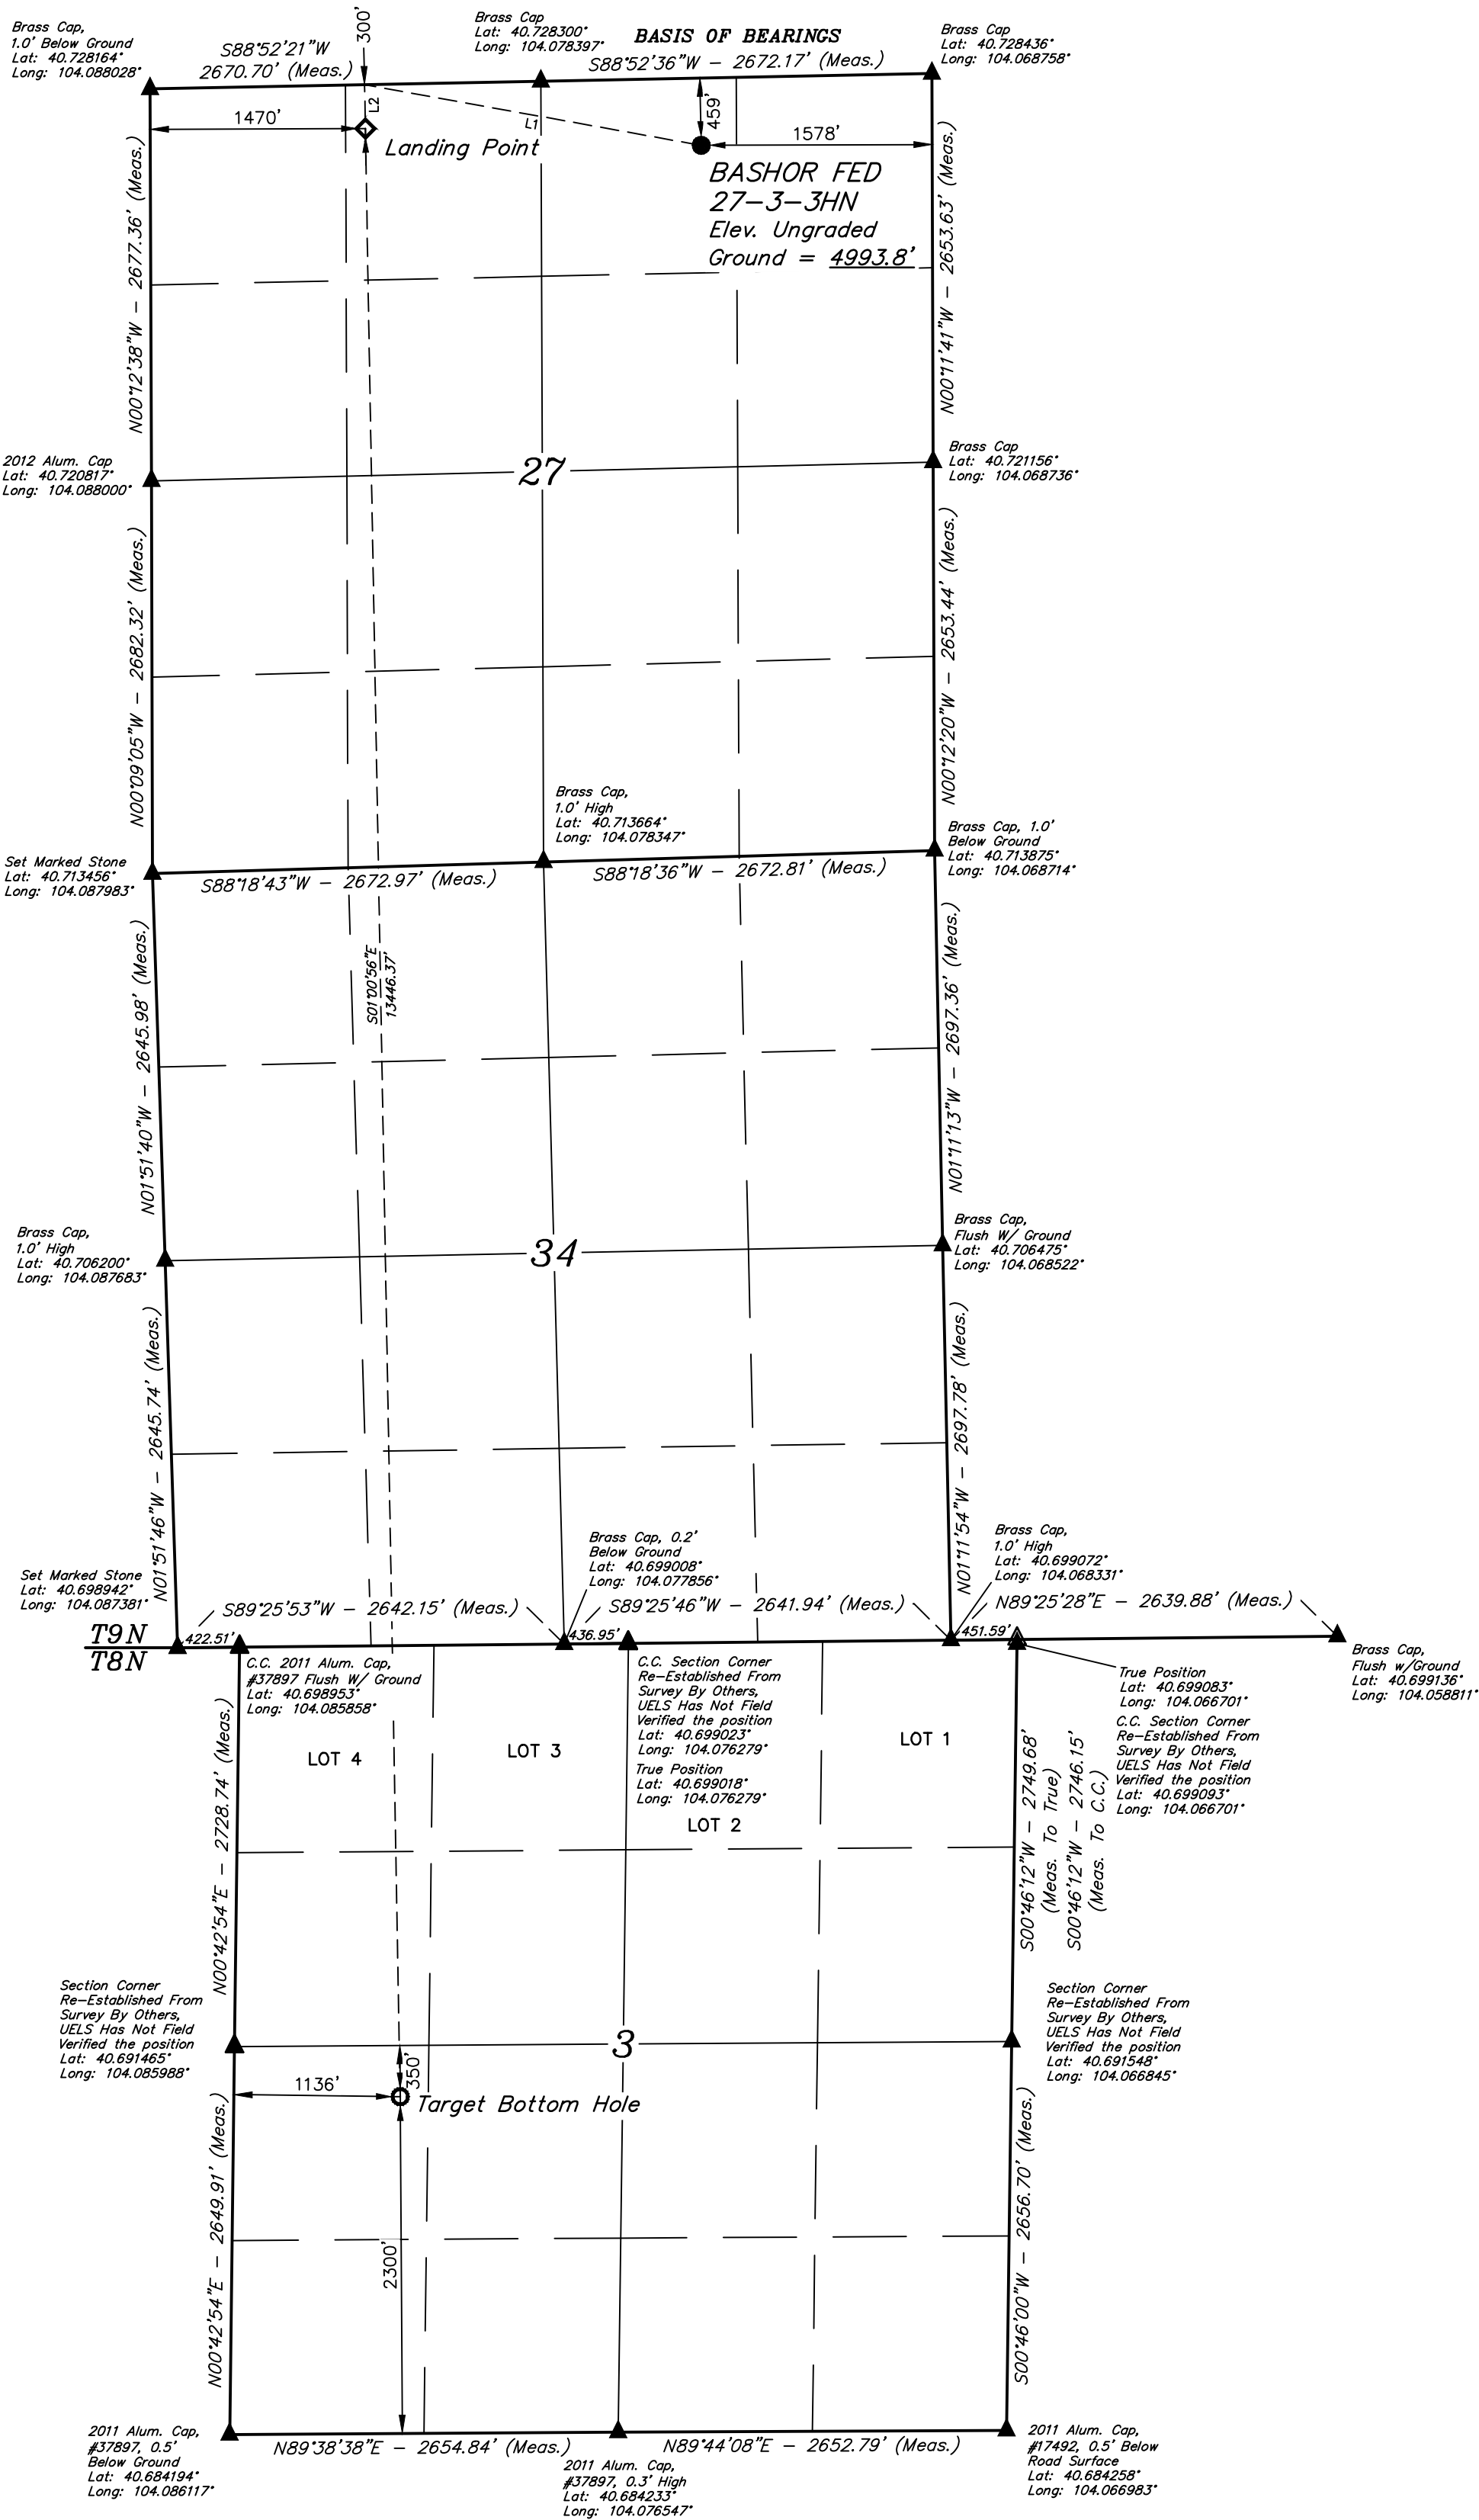 Brass Cap,
1.0' Below Ground
Lat: 40.728164°
Long: 104.088028°
S88°52'21"W
2670.70' (Meas.)
300'
Brass Cap
Lat: 40.728300°
Long: 104.078397°
BASIS OF BEARINGS
S88°52'36"W – 2672.17' (Meas.)
Brass Cap
Lat: 40.728436°
Long: 104.068758°
1470'
L2
L1
459'
1578'
Landing Point
BASHOR FED
27–3–3HN
Elev. Ungraded
Ground = 4993.8'
N00°12'38"W – 2677.36' (Meas.)
N00°11'41"W – 2653.63' (Meas.)
2012 Alum. Cap
Lat: 40.720817°
Long: 104.088000°
27
Brass Cap
Lat: 40.721156°
Long: 104.068736°
N00°09'05"W – 2682.32' (Meas.)
N00°12'20"W – 2653.44' (Meas.)
Brass Cap,
1.0' High
Lat: 40.713664°
Long: 104.078347°
Set Marked Stone
Lat: 40.713456°
Long: 104.087983°
Brass Cap, 1.0'
Below Ground
Lat: 40.713875°
Long: 104.068714°
S88°18'43"W – 2672.97' (Meas.)
S88°18'36"W – 2672.81' (Meas.)
N01°51'40"W – 2645.98' (Meas.)
S01°00'56"E
13446.37'
N01°11'13"W – 2697.36' (Meas.)
Brass Cap,
1.0' High
Lat: 40.706200°
Long: 104.087683°
34
Brass Cap,
Flush W/ Ground
Lat: 40.706475°
Long: 104.068522°
N01°51'46"W – 2645.74' (Meas.)
N01°11'54"W – 2697.78' (Meas.)
Set Marked Stone
Lat: 40.698942°
Long: 104.087381°
Brass Cap, 0.2'
Below Ground
Lat: 40.699008°
Long: 104.077856°
Brass Cap,
1.0' High
Lat: 40.699072°
Long: 104.068331°
S89°25'53"W – 2642.15' (Meas.)
S89°25'46"W – 2641.94' (Meas.)
N89°25'28"E – 2639.88' (Meas.)
T9N
T8N
422.51'
436.95'
451.59'
Brass Cap,
Flush w/Ground
Lat: 40.699136°
Long: 104.058811°
C.C. 2011 Alum. Cap,
#37897 Flush W/ Ground
Lat: 40.698953°
Long: 104.085858°
C.C. Section Corner
Re–Established From
Survey By Others,
UELS Has Not Field
Verified the position
Lat: 40.699023°
Long: 104.076279°
True Position
Lat: 40.699018°
Long: 104.076279°
True Position
Lat: 40.699083°
Long: 104.066701°
C.C. Section Corner
Re–Established From
Survey By Others,
UELS Has Not Field
Verified the position
Lat: 40.699093°
Long: 104.066701°
LOT 4
LOT 3
LOT 2
LOT 1
N00°42'54"E – 2728.74' (Meas.)
S00°46'12"W – 2749.68'
(Meas. To True)
S00°46'12"W – 2746.15'
(Meas. To C.C.)
Section Corner
Re–Established From
Survey By Others,
UELS Has Not Field
Verified the position
Lat: 40.691465°
Long: 104.085988°
3
Section Corner
Re–Established From
Survey By Others,
UELS Has Not Field
Verified the position
Lat: 40.691548°
Long: 104.066845°
350'
1136'
Target Bottom Hole
N00°42'54"E – 2649.91' (Meas.)
2300'
S00°46'00"W – 2656.70' (Meas.)
2011 Alum. Cap,
#37897, 0.5'
Below Ground
Lat: 40.684194°
Long: 104.086117°
N89°38'38"E – 2654.84' (Meas.)
2011 Alum. Cap,
#37897, 0.3' High
Lat: 40.684233°
Long: 104.076547°
N89°44'08"E – 2652.79' (Meas.)
2011 Alum. Cap,
#17492, 0.5' Below
Road Surface
Lat: 40.684258°
Long: 104.066983°